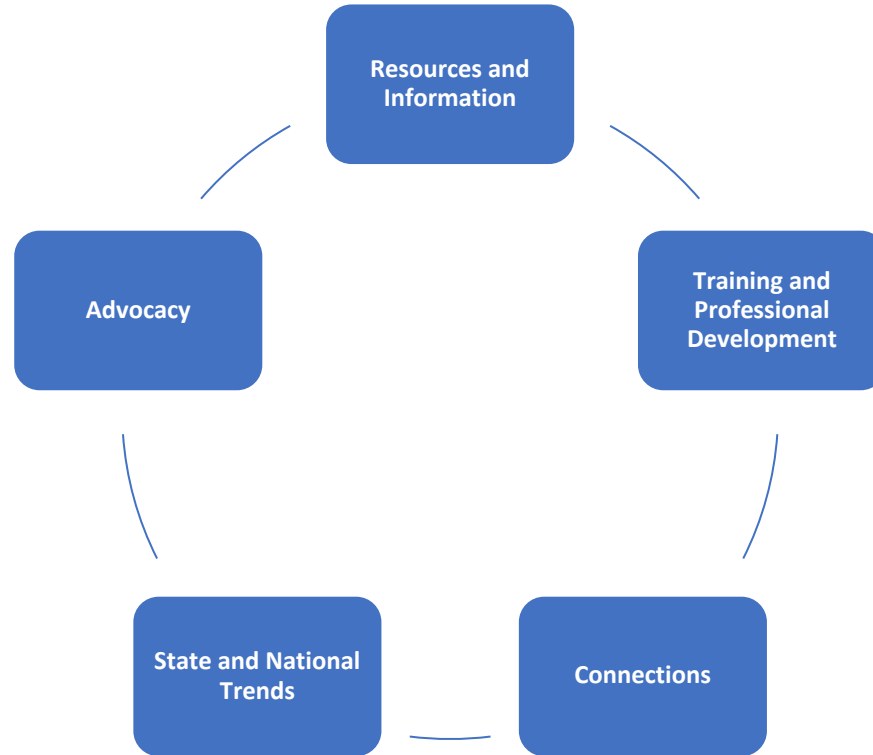 Resources and
Information
Training and
Professional
Development
Connections
State and National
Trends
Advocacy